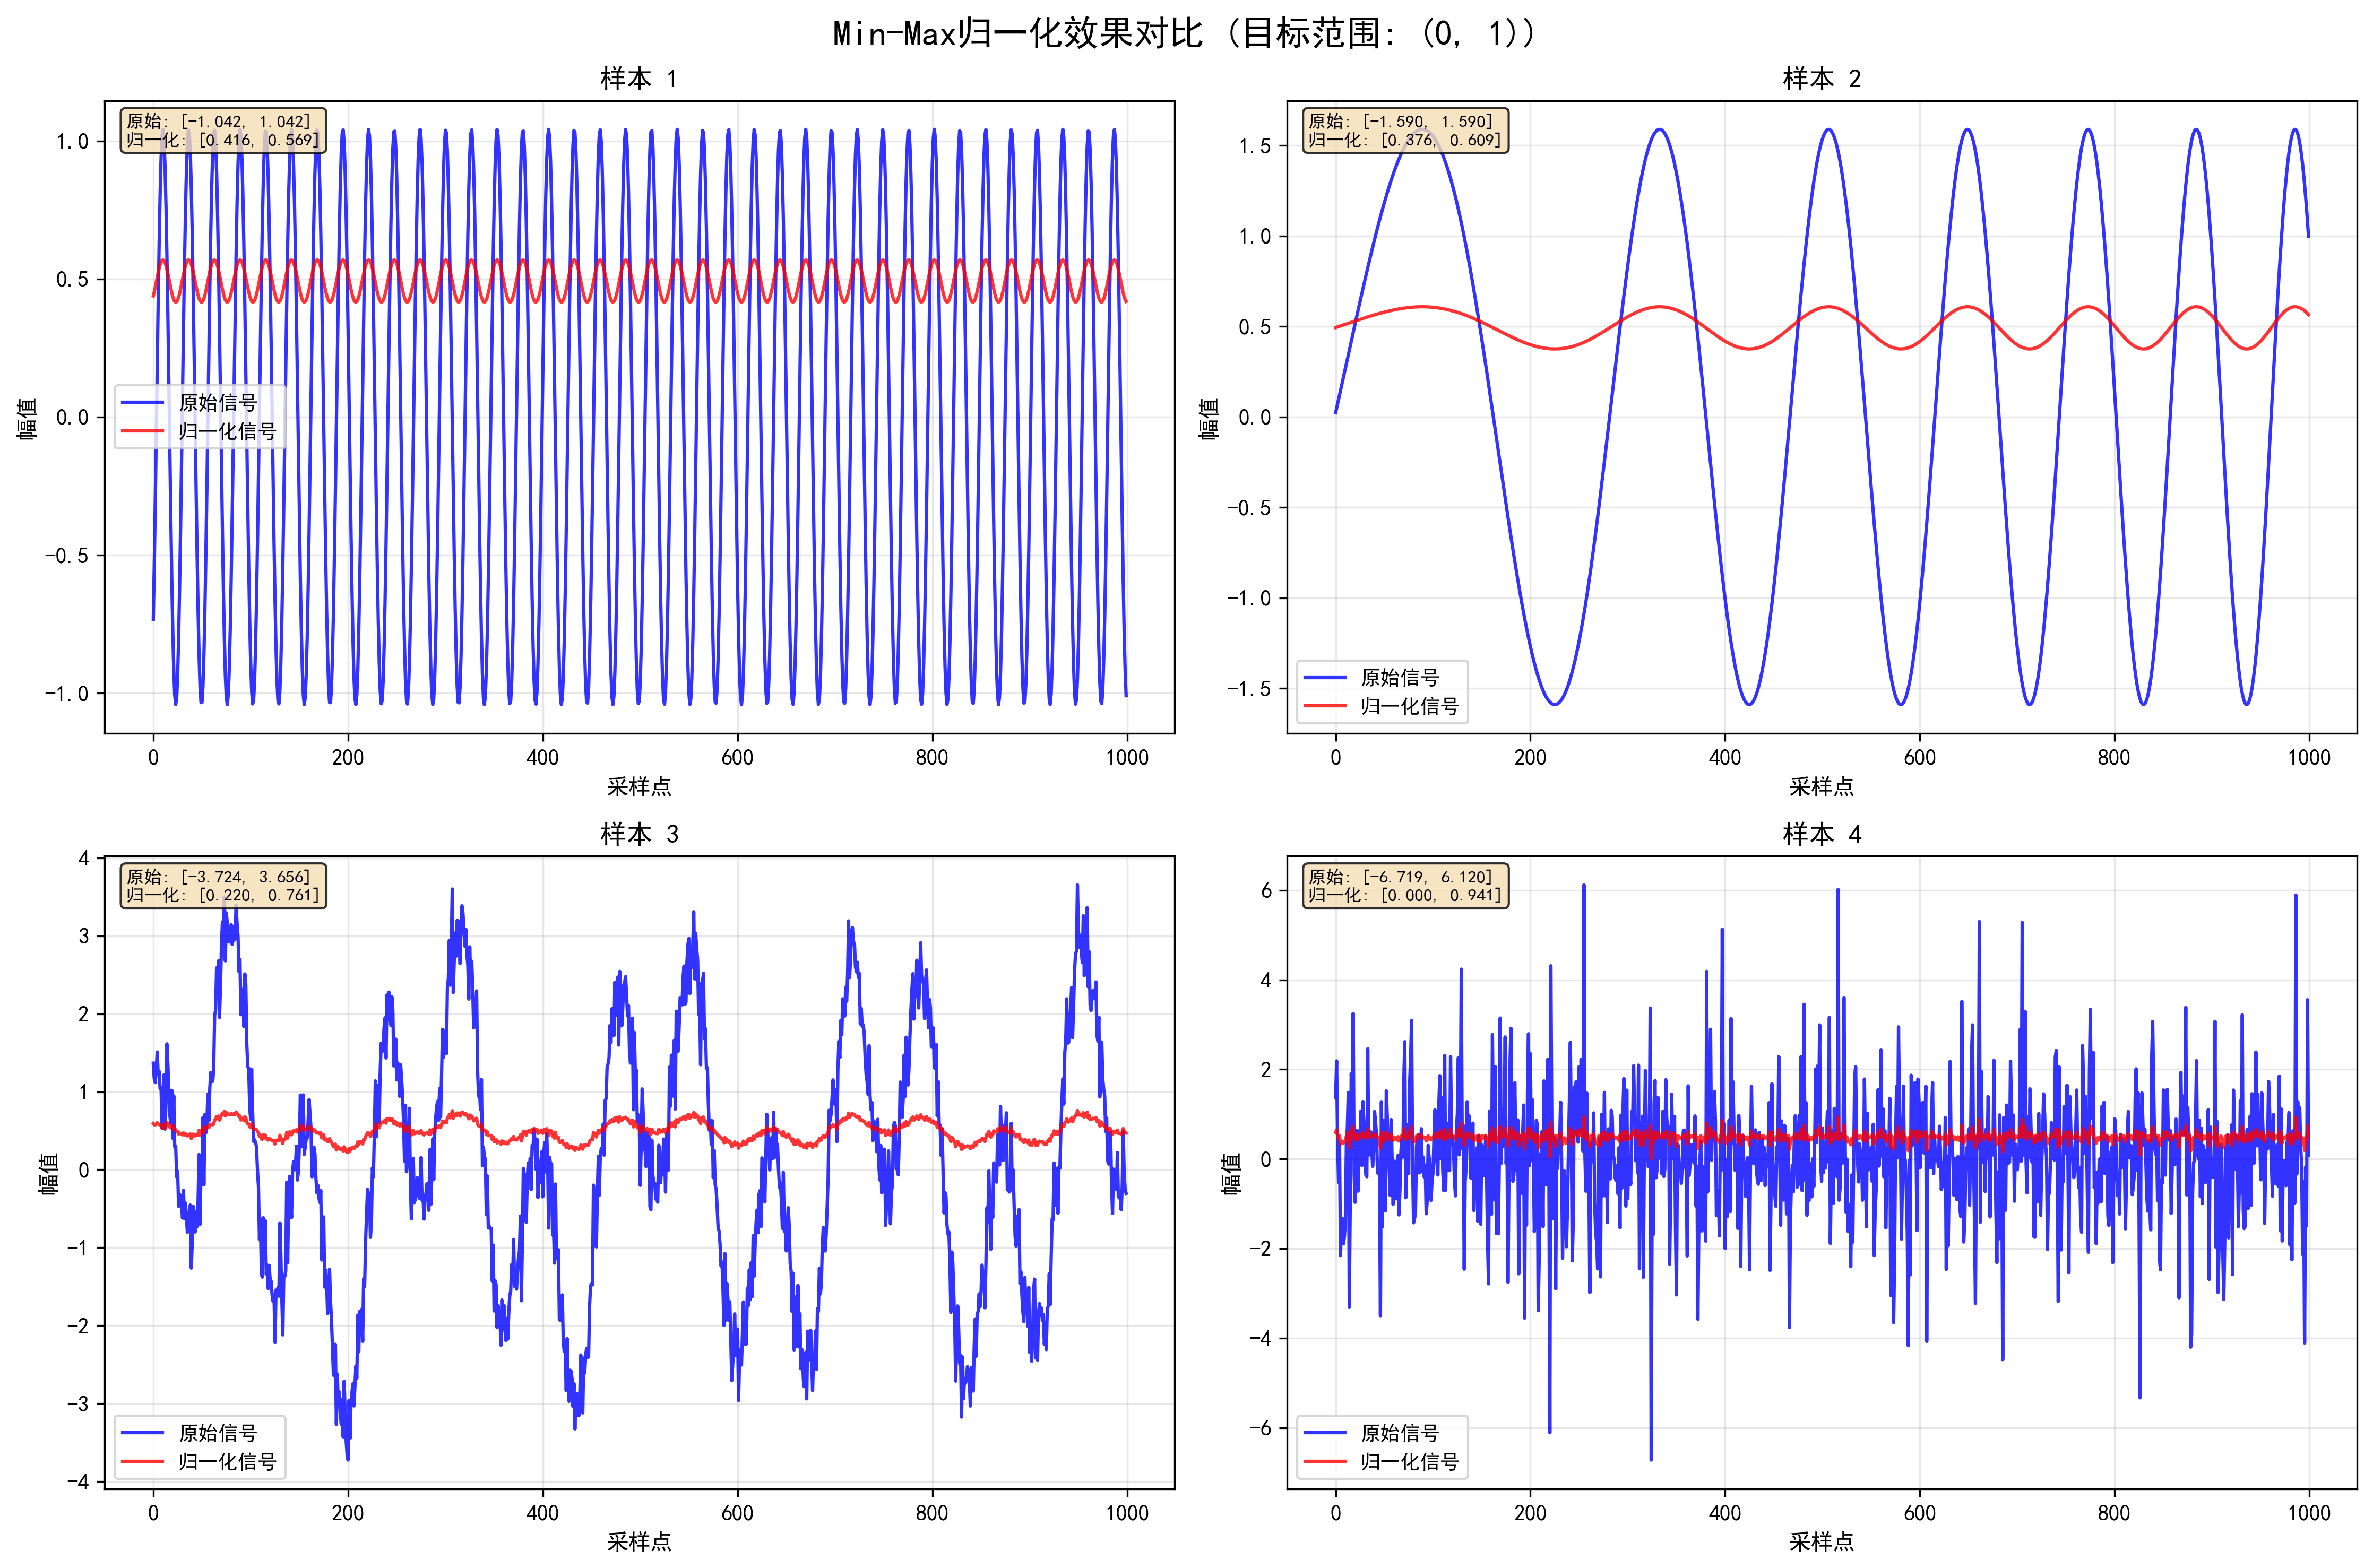 Min-Max归一化效果对比 (目标范围: (0, 1))
样本 1
原始: [-1.042, 1.042]
归一化: [0.416, 0.569]
1.0
0.5
0.0
-0.5
-1.0
幅值
原始信号
归一化信号
0 200 400 600 800 1000
采样点
样本 2
原始: [-1.590, 1.590]
归一化: [0.376, 0.609]
1.5
1.0
0.5
0.0
-0.5
-1.0
-1.5
幅值
原始信号
归一化信号
0 200 400 600 800 1000
采样点
样本 3
原始: [-3.724, 3.656]
归一化: [0.220, 0.761]
4
3
2
1
0
-1
-2
-3
-4
幅值
原始信号
归一化信号
0 200 400 600 800 1000
采样点
样本 4
原始: [-6.719, 6.120]
归一化: [0.000, 0.941]
6
4
2
0
-2
-4
-6
幅值
原始信号
归一化信号
0 200 400 600 800 1000
采样点